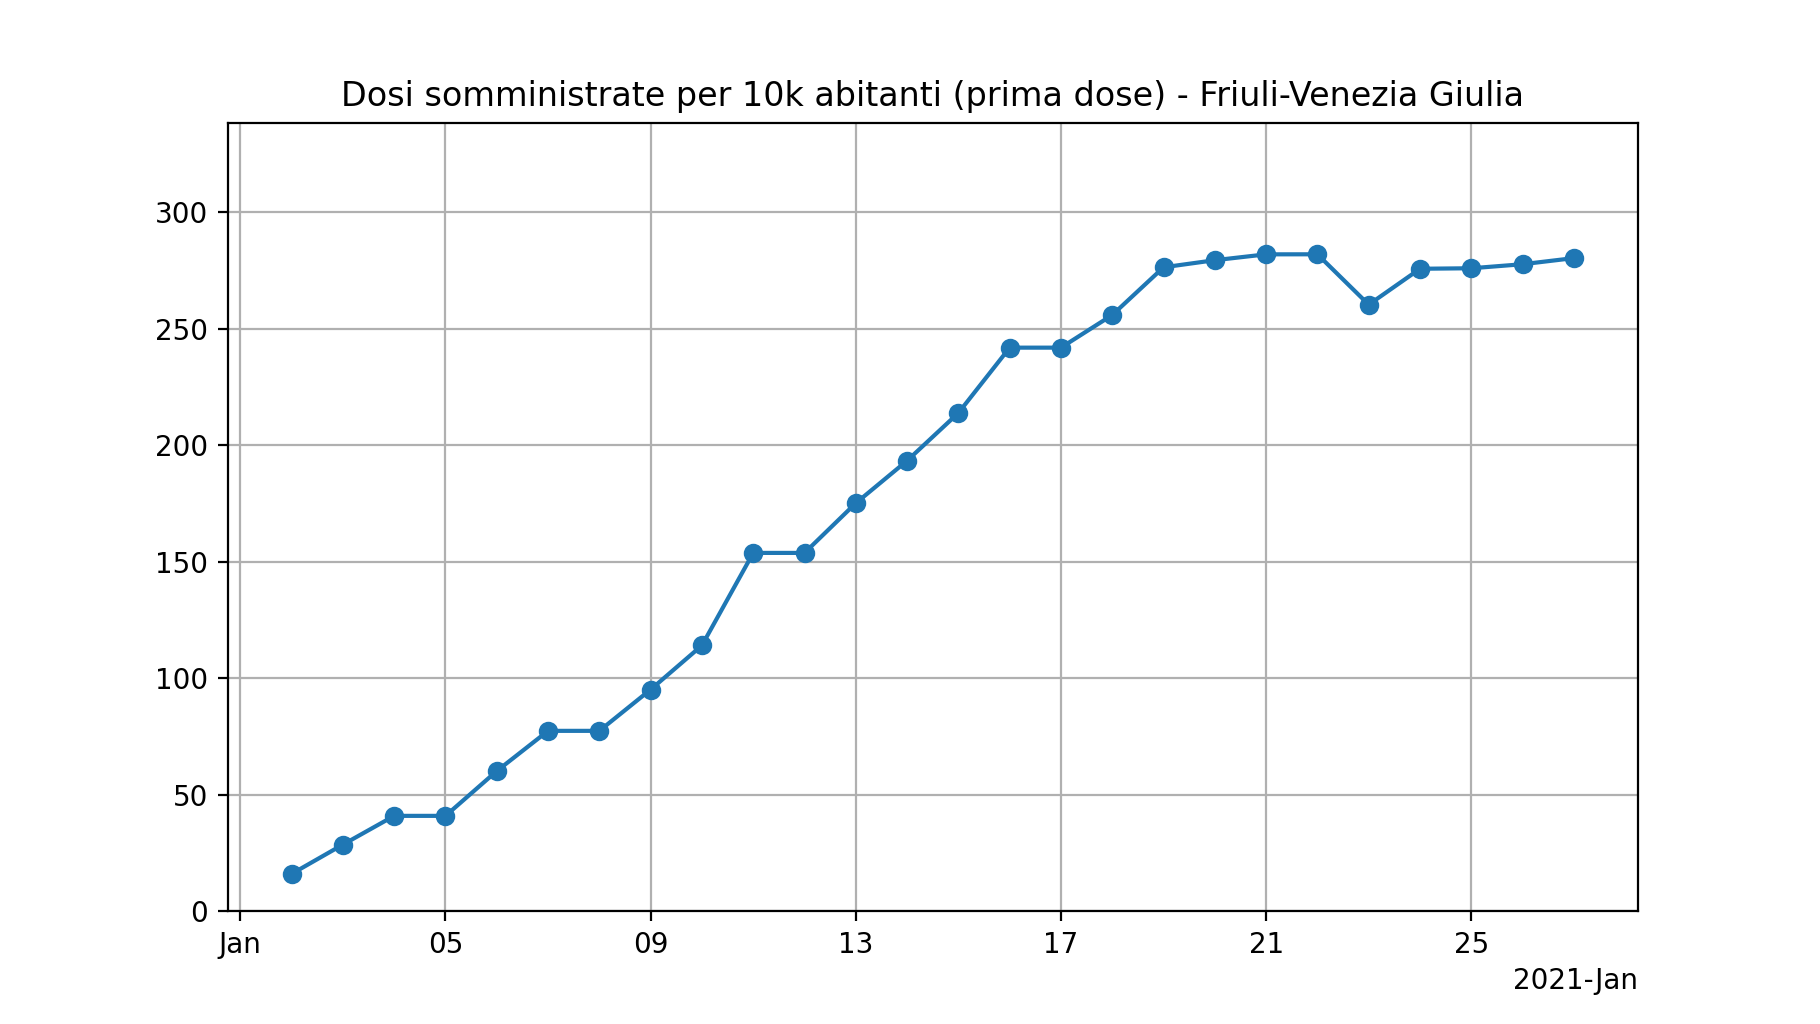 Dosi somministrate per 10k abitanti (prima dose) - Friuli-Venezia Giulia
300
250
200
150
100
50
0
Jan 05 09 13 17 21 25
2021-Jan